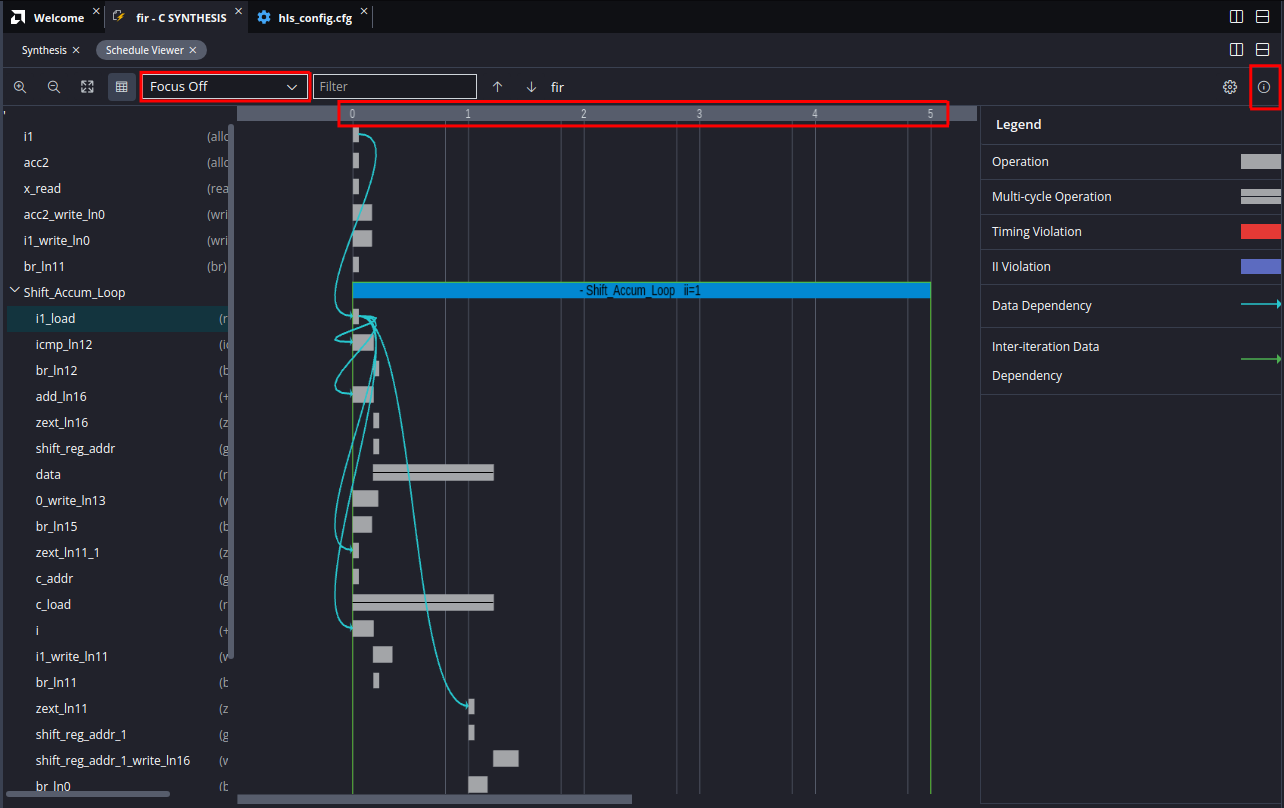 Welcome
fir - C SYNTHESIS
hls_config.cfg
Synthesis
Schedule Viewer
Focus Off
Filter
fir
0 1 2 3 4 5
i1 (allo
acc2 (allo
x_read (rea
acc2_write_ln0 (wri
i1_write_ln0 (wri
br_ln11 (br)
Shift_Accum_Loop
- Shift_Accum_Loop ii=1
i1_load (r
icmp_ln12 (ic
br_ln12 (b
add_ln16 (+
zext_ln16 (z
shift_reg_addr (g
data (r
0_write_ln13 (w
br_ln15 (b
zext_ln11_1 (z
c_addr (g
c_load (r
i (+
i1_write_ln11 (w
br_ln11 (b
zext_ln11 (z
shift_reg_addr_1 (g
shift_reg_addr_1_write_ln16 (w
br_ln0 (b
Legend
Operation
Multi-cycle Operation
Timing Violation
II Violation
Data Dependency
Inter-iteration Data
Dependency